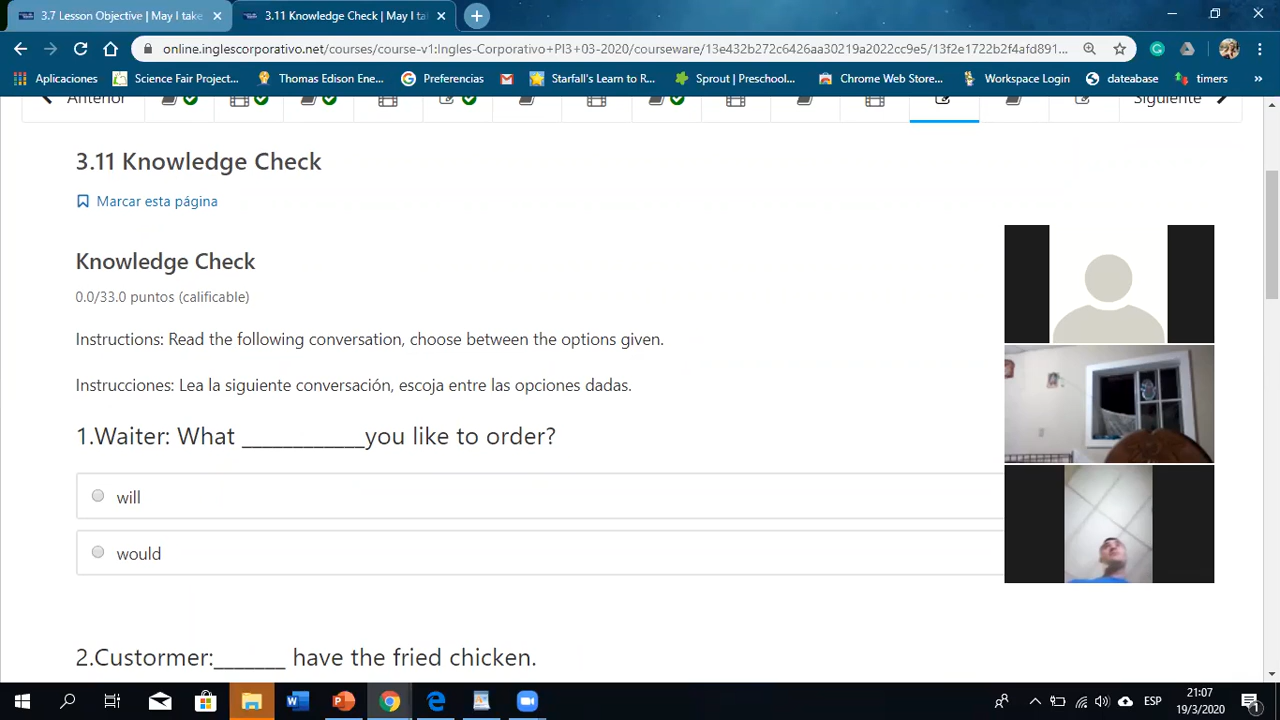 3.7 Lesson Objective | May I take
3.11 Knowledge Check | May I ta
online.inglescorporativo.net/courses/course-v1:Ingles-Corporativo+PI3+03-2020/courseware/13e432b272c6426aa30219a2022cc9e5/13f2e1722b2f4afd891...
Aplicaciones
Science Fair Project...
Thomas Edison Ene...
Preferencias
Starfall's Learn to R...
Sprout | Preschool...
Chrome Web Store...
Workspace Login
dateabase
timers
»
Anterior
Siguiente
3.11 Knowledge Check
Marcar esta página
Knowledge Check
0.0/33.0 puntos (calificable)
Instructions: Read the following conversation, choose between the options given.
Instrucciones: Lea la siguiente conversación, escoja entre las opciones dadas.
1.Waiter: What ____________you like to order?
will
would
2.Custormer:_______ have the fried chicken.
ESP
21:07
19/3/2020
1